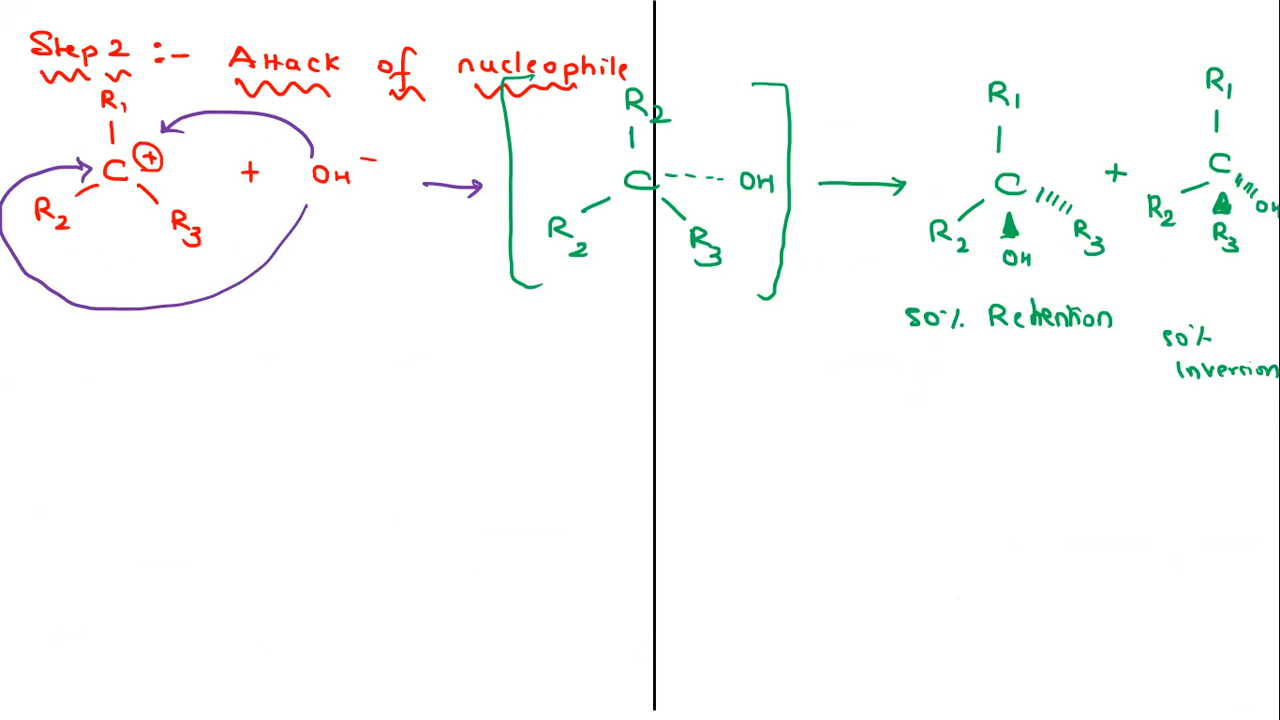 Step 2 :- Attack of nucleophile
R1
C +
R2
R3
+
OH-
R2
C
OH
R2
R3
R1
C
R2
OH
R3
+
R1
C
R2
OH
R3
50% Retention
50%
Inversion